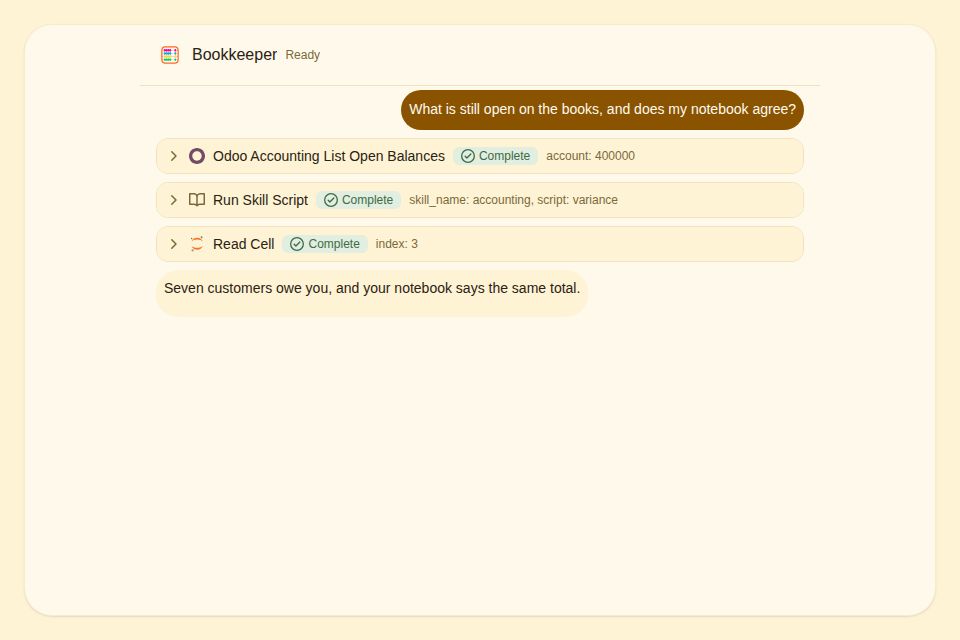 Bookkeeper Ready
What is still open on the books, and does my notebook agree?
Odoo Accounting List Open Balances Complete account: 400000
Run Skill Script Complete skill_name: accounting, script: variance
Read Cell Complete index: 3
Seven customers owe you, and your notebook says the same total.